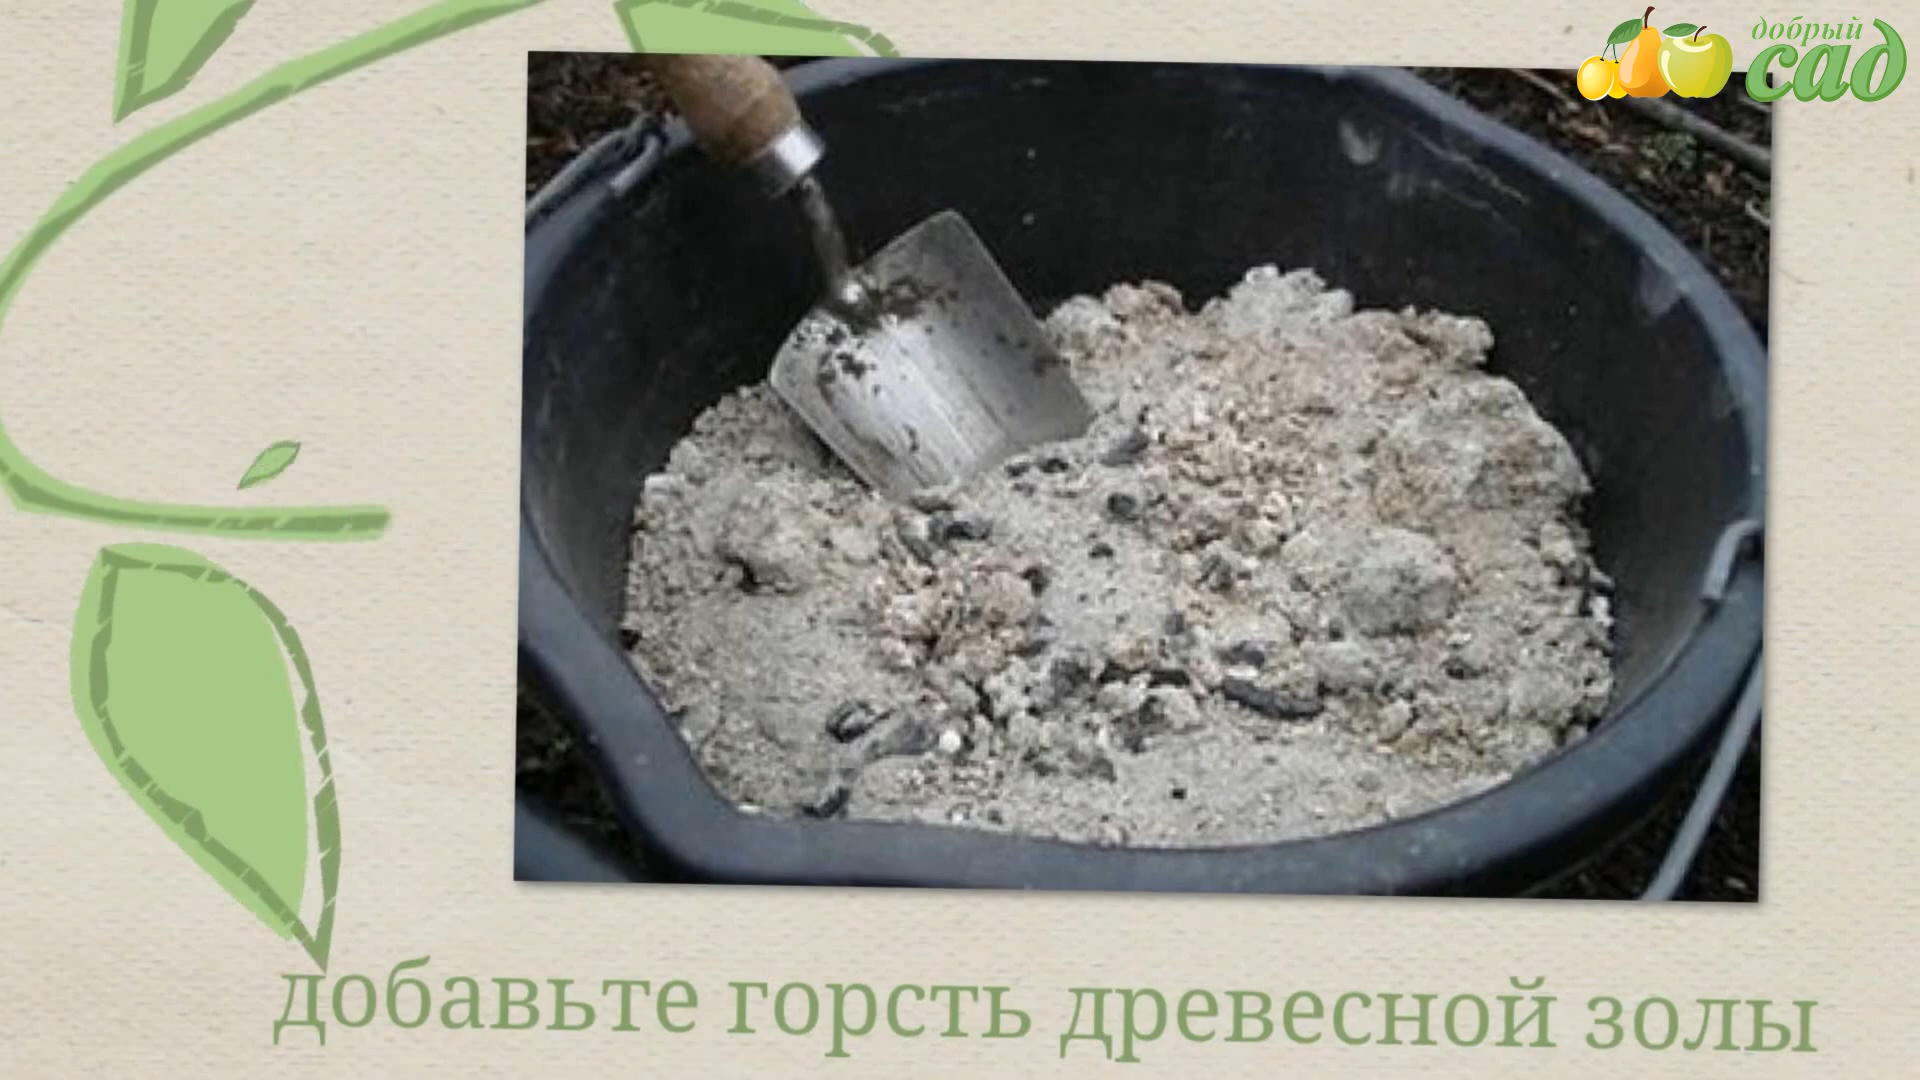 добрый
сад
добавьте горсть древесной золы